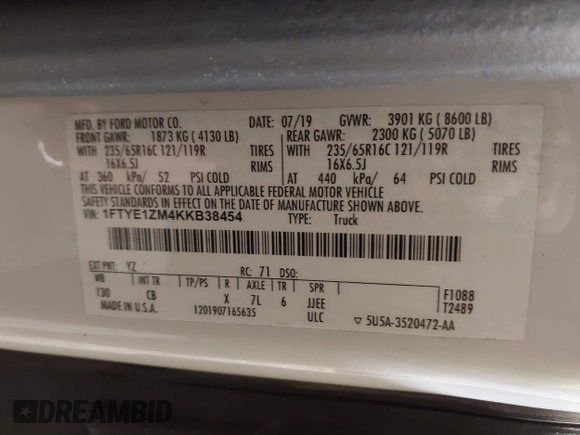 MFD. BY FORD MOTOR CO. DATE: 07/19 GVWR: 3901 KG (8600 LB)
FRONT GAWR: 1873 KG (4130 LB) REAR GAWR: 2300 KG (5070 LB)
WITH 235/65R16C 121/119R TIRES WITH 235/65R16C 121/119R TIRES
16X6.5J RIMS 16X6.5J RIMS
AT 360 kPa/ 52 PSI COLD AT 440 kPa/ 64 PSI COLD
THIS VEHICLE CONFORMS TO ALL APPLICABLE FEDERAL MOTOR VEHICLE
SAFETY STANDARDS IN EFFECT ON THE DATE OF MANUFACTURE SHOWN ABOVE.
VIN: 1FTYE1ZM4KKB38454 TYPE: Truck
EXT PNT: YZ RC: 71 DSO:
WB INT TR TP/PS R AXLE TR SPR F1088
130 CB X 7L 6 JJEE T2489
MADE IN U.S.A. 1201907165635 ULC ▽ 5U5A-3520472-AA
DREAMBID